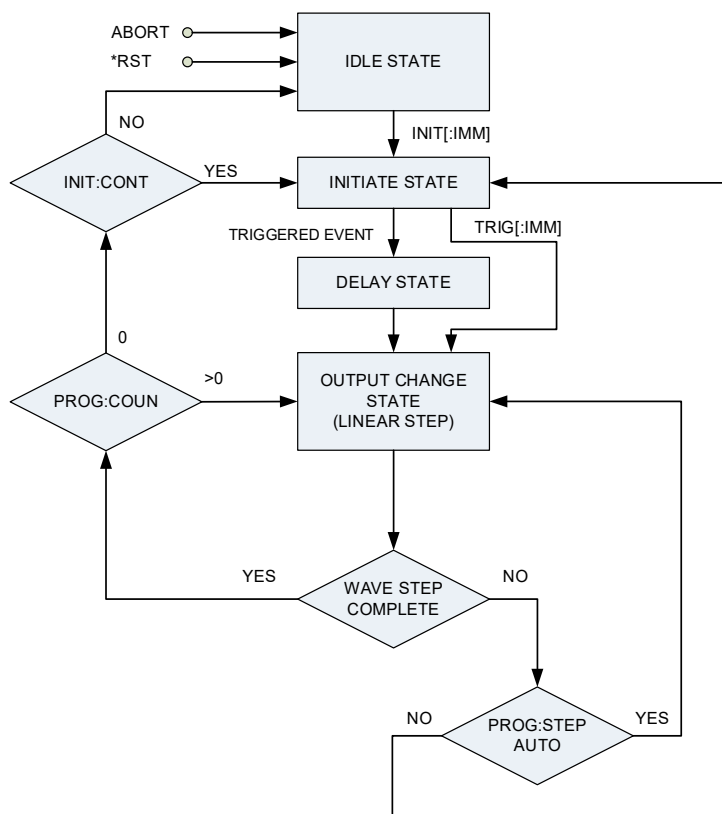 ABORT
*RST
IDLE STATE
NO
INIT[:IMM]
INIT:CONT
YES
INITIATE STATE
TRIGGERED EVENT
TRIG[:IMM]
DELAY STATE
0
PROG:COUN
>0
OUTPUT CHANGE
STATE
(LINEAR STEP)
YES
WAVE STEP
COMPLETE
NO
NO
PROG:STEP
AUTO
YES